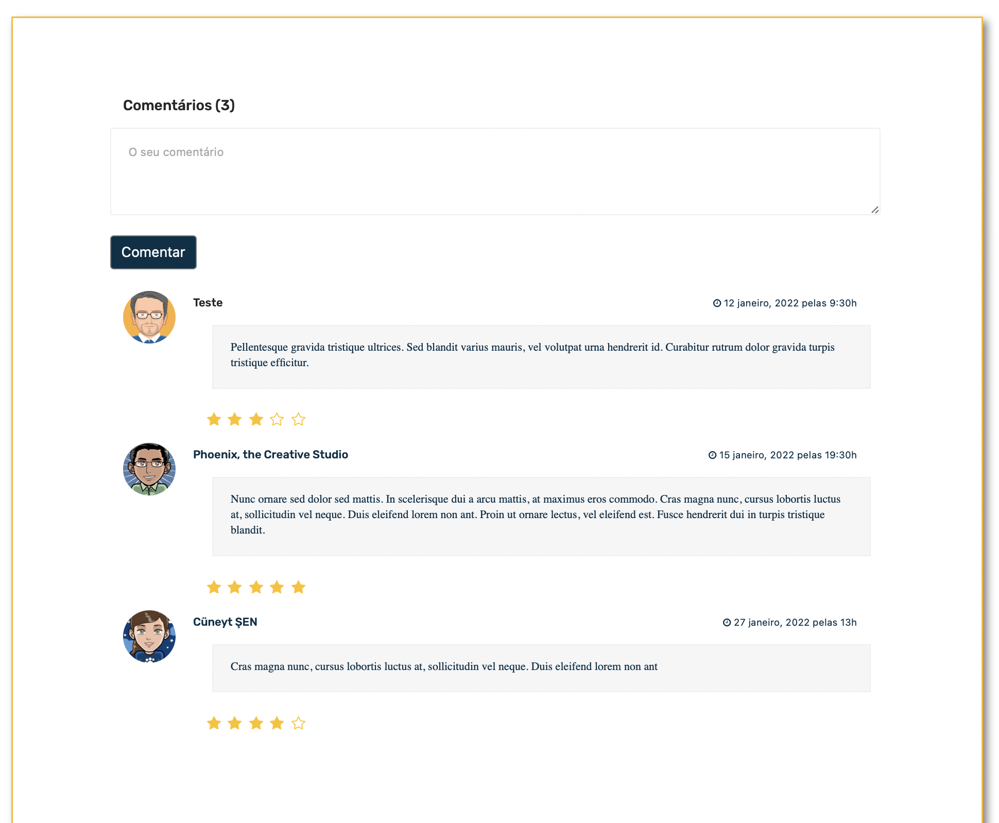 Comentários (3)
O seu comentário
Comentar
Teste
12 janeiro, 2022 pelas 9:30h
Pellentesque gravida tristique ultrices. Sed blandit varius mauris, vel volutpat urna hendrerit id. Curabitur rutrum dolor gravida turpis
tristique efficitur.
Phoenix, the Creative Studio
15 janeiro, 2022 pelas 19:30h
Nunc ornare sed dolor sed mattis. In scelerisque dui a arcu mattis, at maximus eros commodo. Cras magna nunc, cursus lobortis luctus
at, sollicitudin vel neque. Duis eleifend lorem non ant. Proin ut ornare lectus, vel eleifend est. Fusce hendrerit dui in turpis tristique
blandit.
Cüneyt ŞEN
27 janeiro, 2022 pelas 13h
Cras magna nunc, cursus lobortis luctus at, sollicitudin vel neque. Duis eleifend lorem non ant